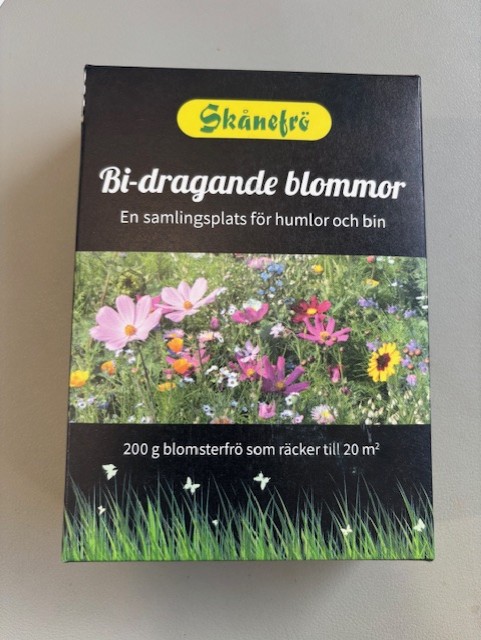 Skånefrö
Bi-dragande blommor
En samlingsplats för humlor och bin
200 g blomsterfrö som räcker till 20 m²